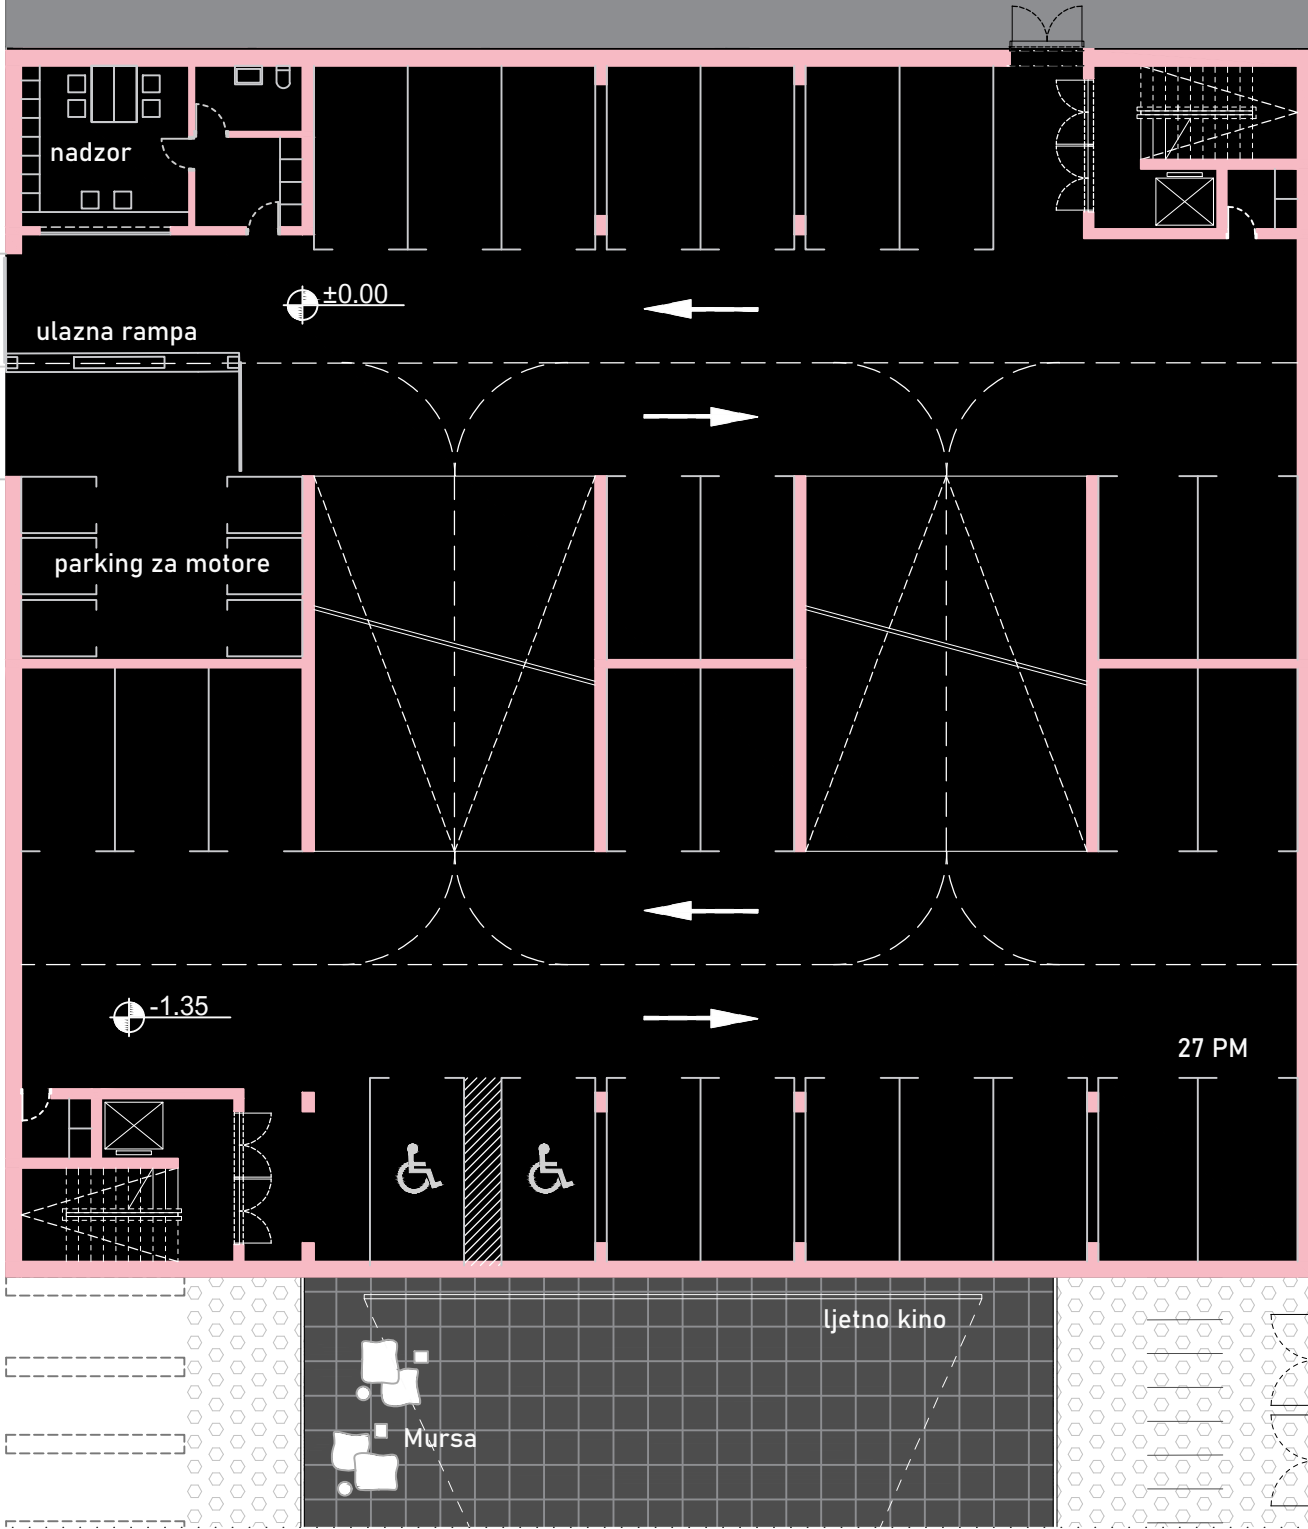 nadzor
±0.00
ulazna rampa
parking za motore
-1.35
27 PM
ljetno kino
Mursa